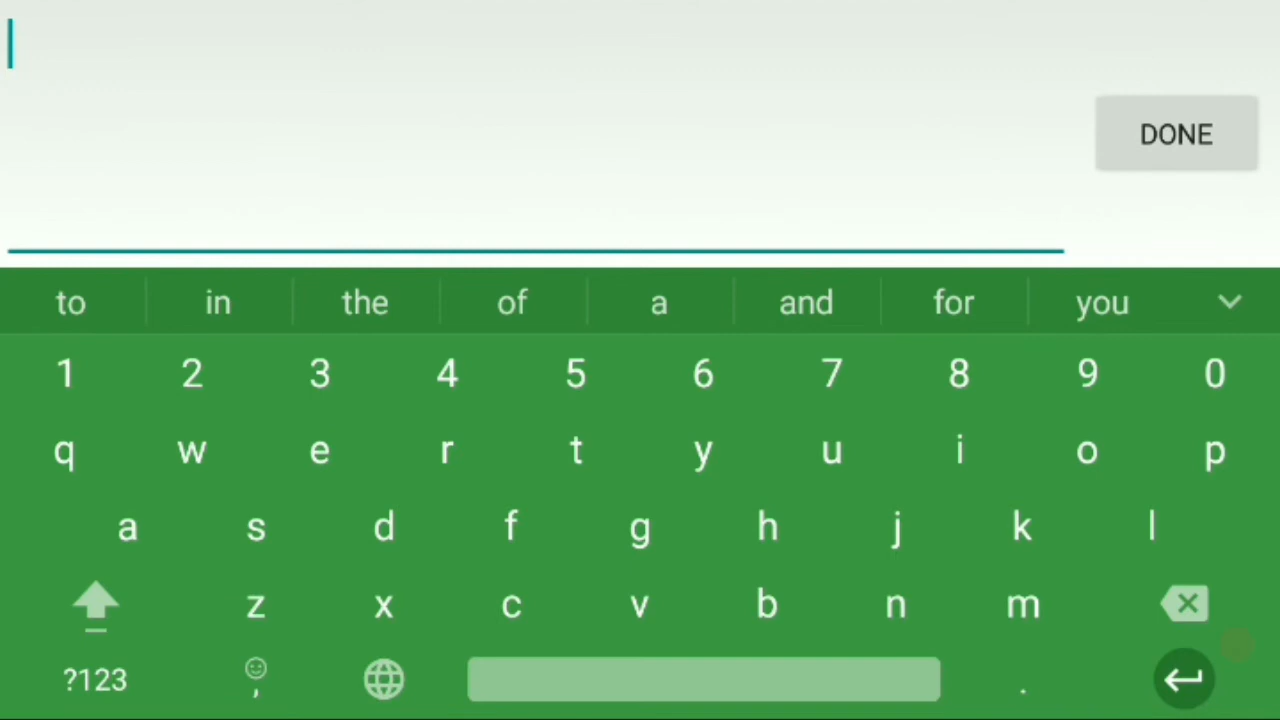 DONE
to in the of a and for you
1 2 3 4 5 6 7 8 9 0
q w e r t y u i o p
a s d f g h j k l
z x c v b n m
?123 , .